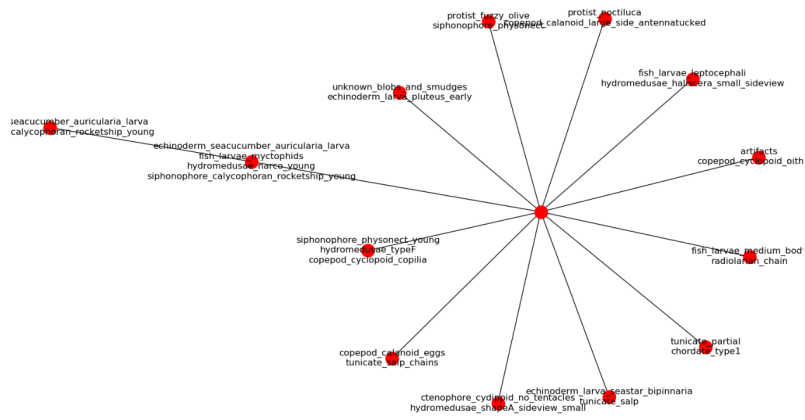 protist_fuzzy_olive
siphonophore_physonect
protist_noctiluca
copepod_calanoid_large_side_antennatucked
fish_larvae_leptocephali
hydromedusae_haliscera_small_sideview
unknown_blobs_and_smudges
echinoderm_larva_pluteus_early
seacucumber_auricularia_larva
calycophoran_rocketship_young
echinoderm_seacucumber_auricularia_larva
fish_larvae_myctophids
hydromedusae_narco_young
siphonophore_calycophoran_rocketship_young
artifacts
copepod_cyclopoid_oith
siphonophore_physonect_young
hydromedusae_typeF
copepod_cyclopoid_copilia
fish_larvae_medium_body
radiolarian_chain
tunicate_partial
chordate_type1
copepod_calanoid_eggs
tunicate_salp_chains
ctenophore_cydippid_no_tentacles
hydromedusae_shapeA_sideview_small
echinoderm_larva_seastar_bipinnaria
tunicate_salp